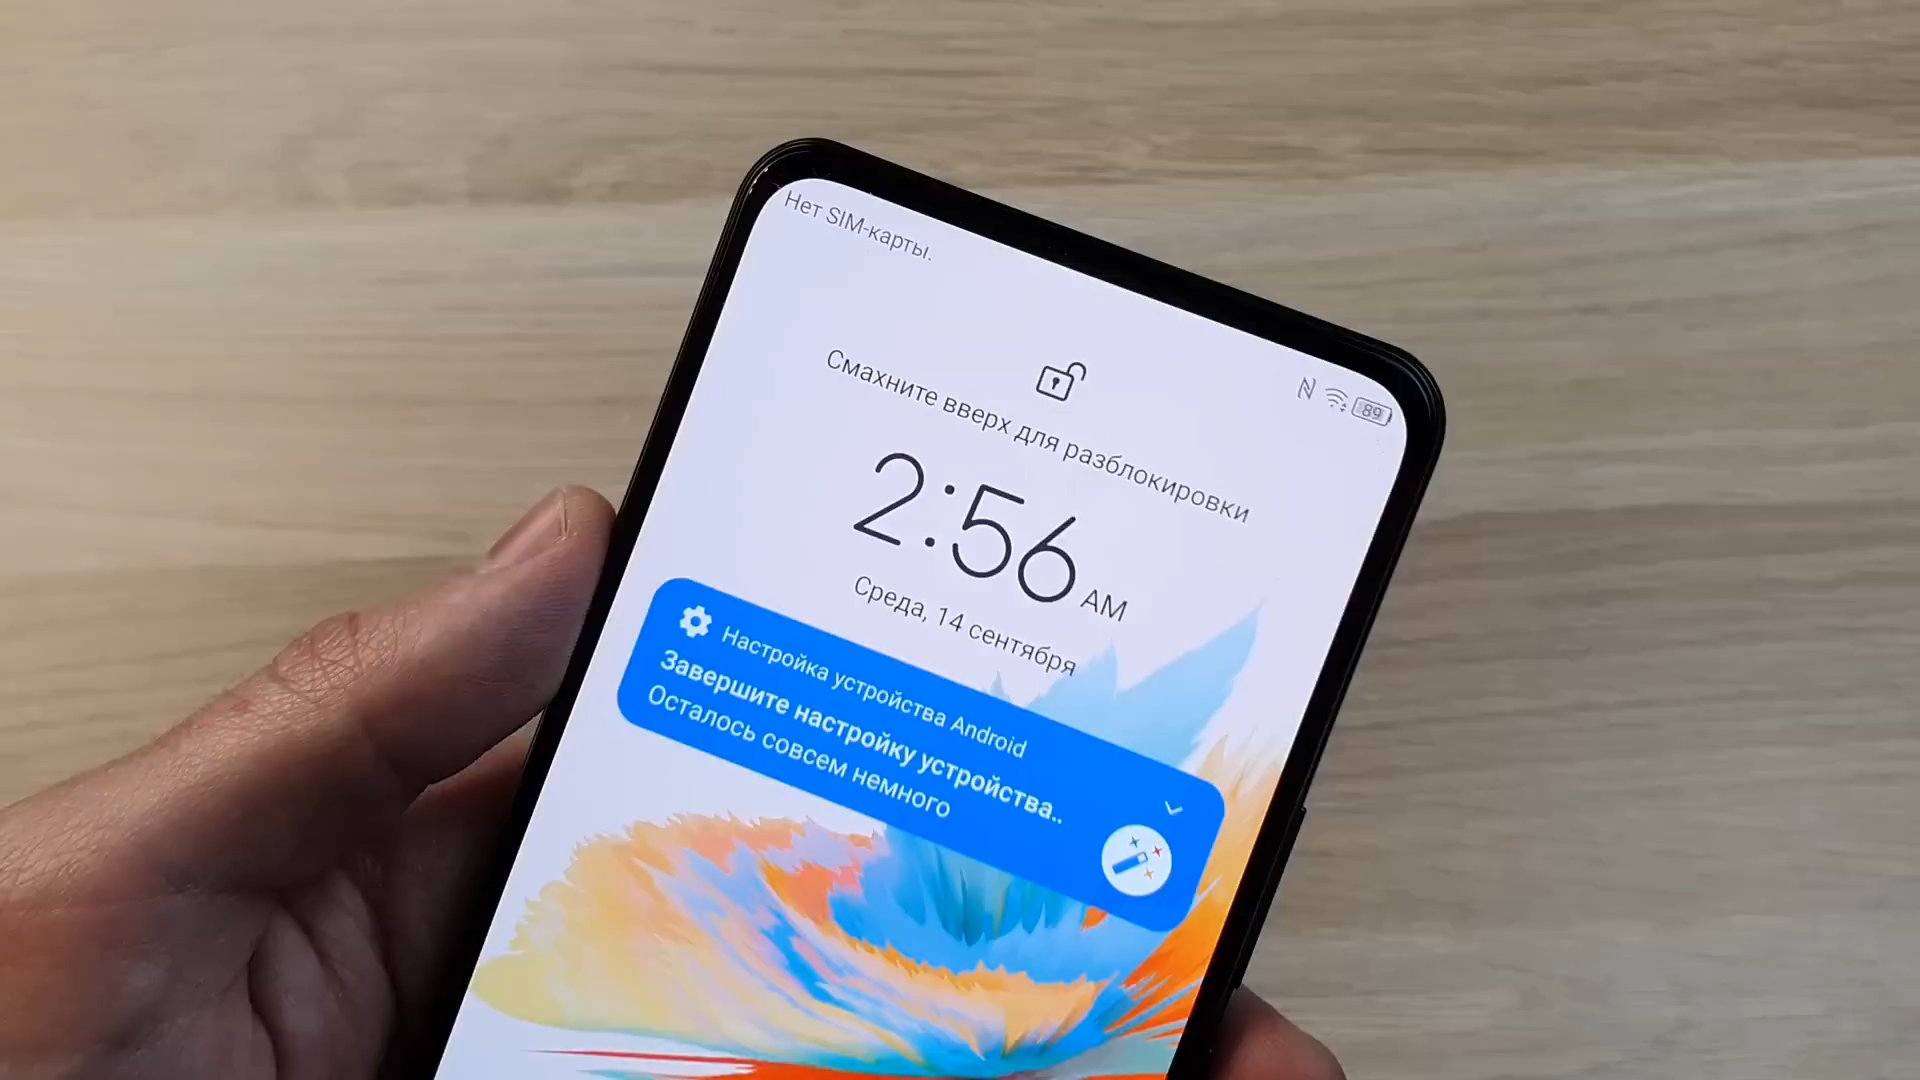 Нет SIM-карты.
89
Смахните вверх для разблокировки
2:56 AM
Среда, 14 сентября
Настройка устройства Android
Завершите настройку устройства..
Осталось совсем немного